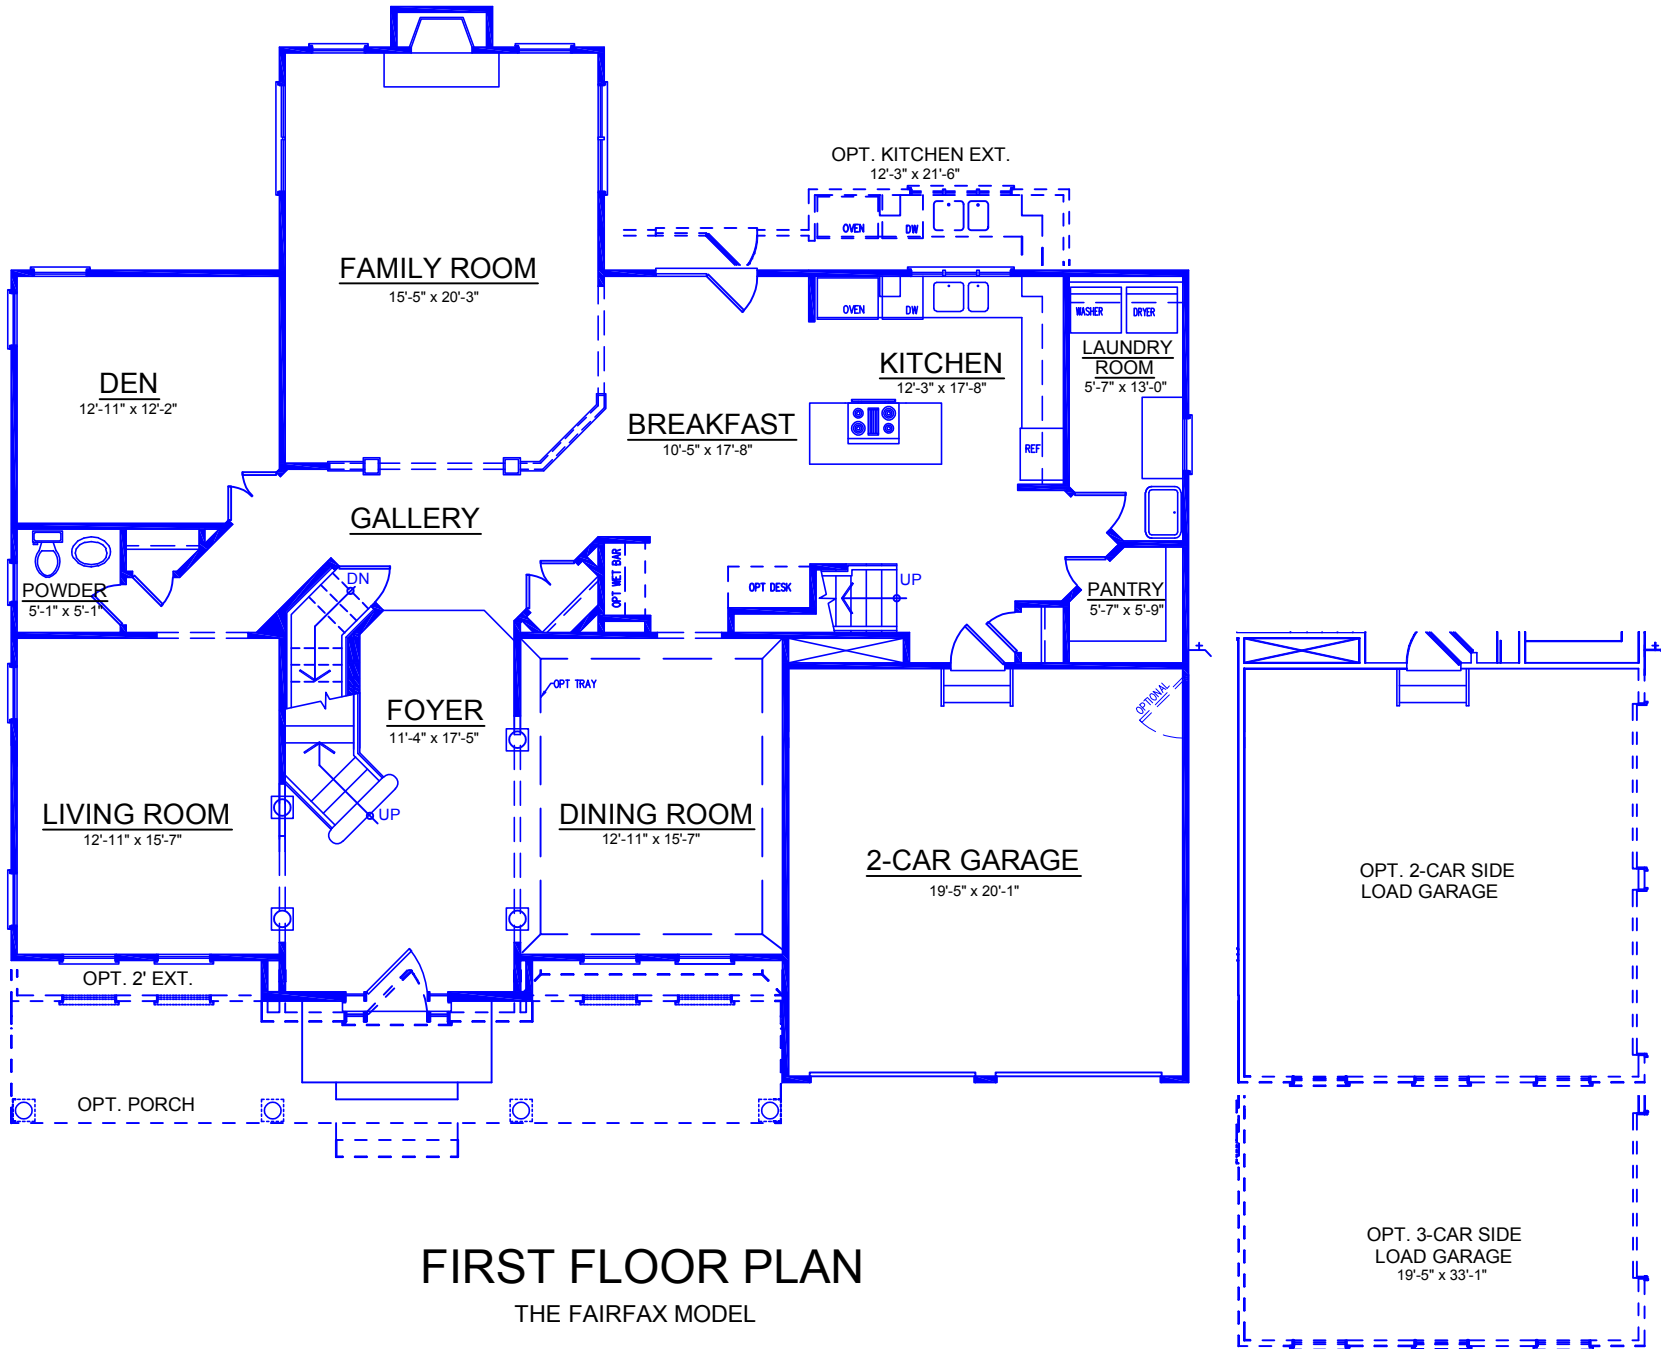 OPT. KITCHEN EXT.
12'-3" x 21'-6"
OVEN
DW
FAMILY ROOM
15'-5" x 20'-3"
OVEN
DW
WASHER
DRYER
LAUNDRY
ROOM
5'-7" x 13'-0"
KITCHEN
12'-3" x 17'-8"
DEN
12'-11" x 12'-2"
BREAKFAST
10'-5" x 17'-8"
REF
GALLERY
OPT WET BAR
OPT DESK
UP
DN
POWDER
5'-1" x 5'-1"
PANTRY
5'-7" x 5'-9"
OPT TRAY
OPTIONAL
FOYER
11'-4" x 17'-5"
UP
LIVING ROOM
12'-11" x 15'-7"
DINING ROOM
12'-11" x 15'-7"
2-CAR GARAGE
19'-5" x 20'-1"
OPT. 2-CAR SIDE
LOAD GARAGE
OPT. 2' EXT.
OPT. PORCH
OPT. 3-CAR SIDE
LOAD GARAGE
19'-5" x 33'-1"
FIRST FLOOR PLAN
THE FAIRFAX MODEL